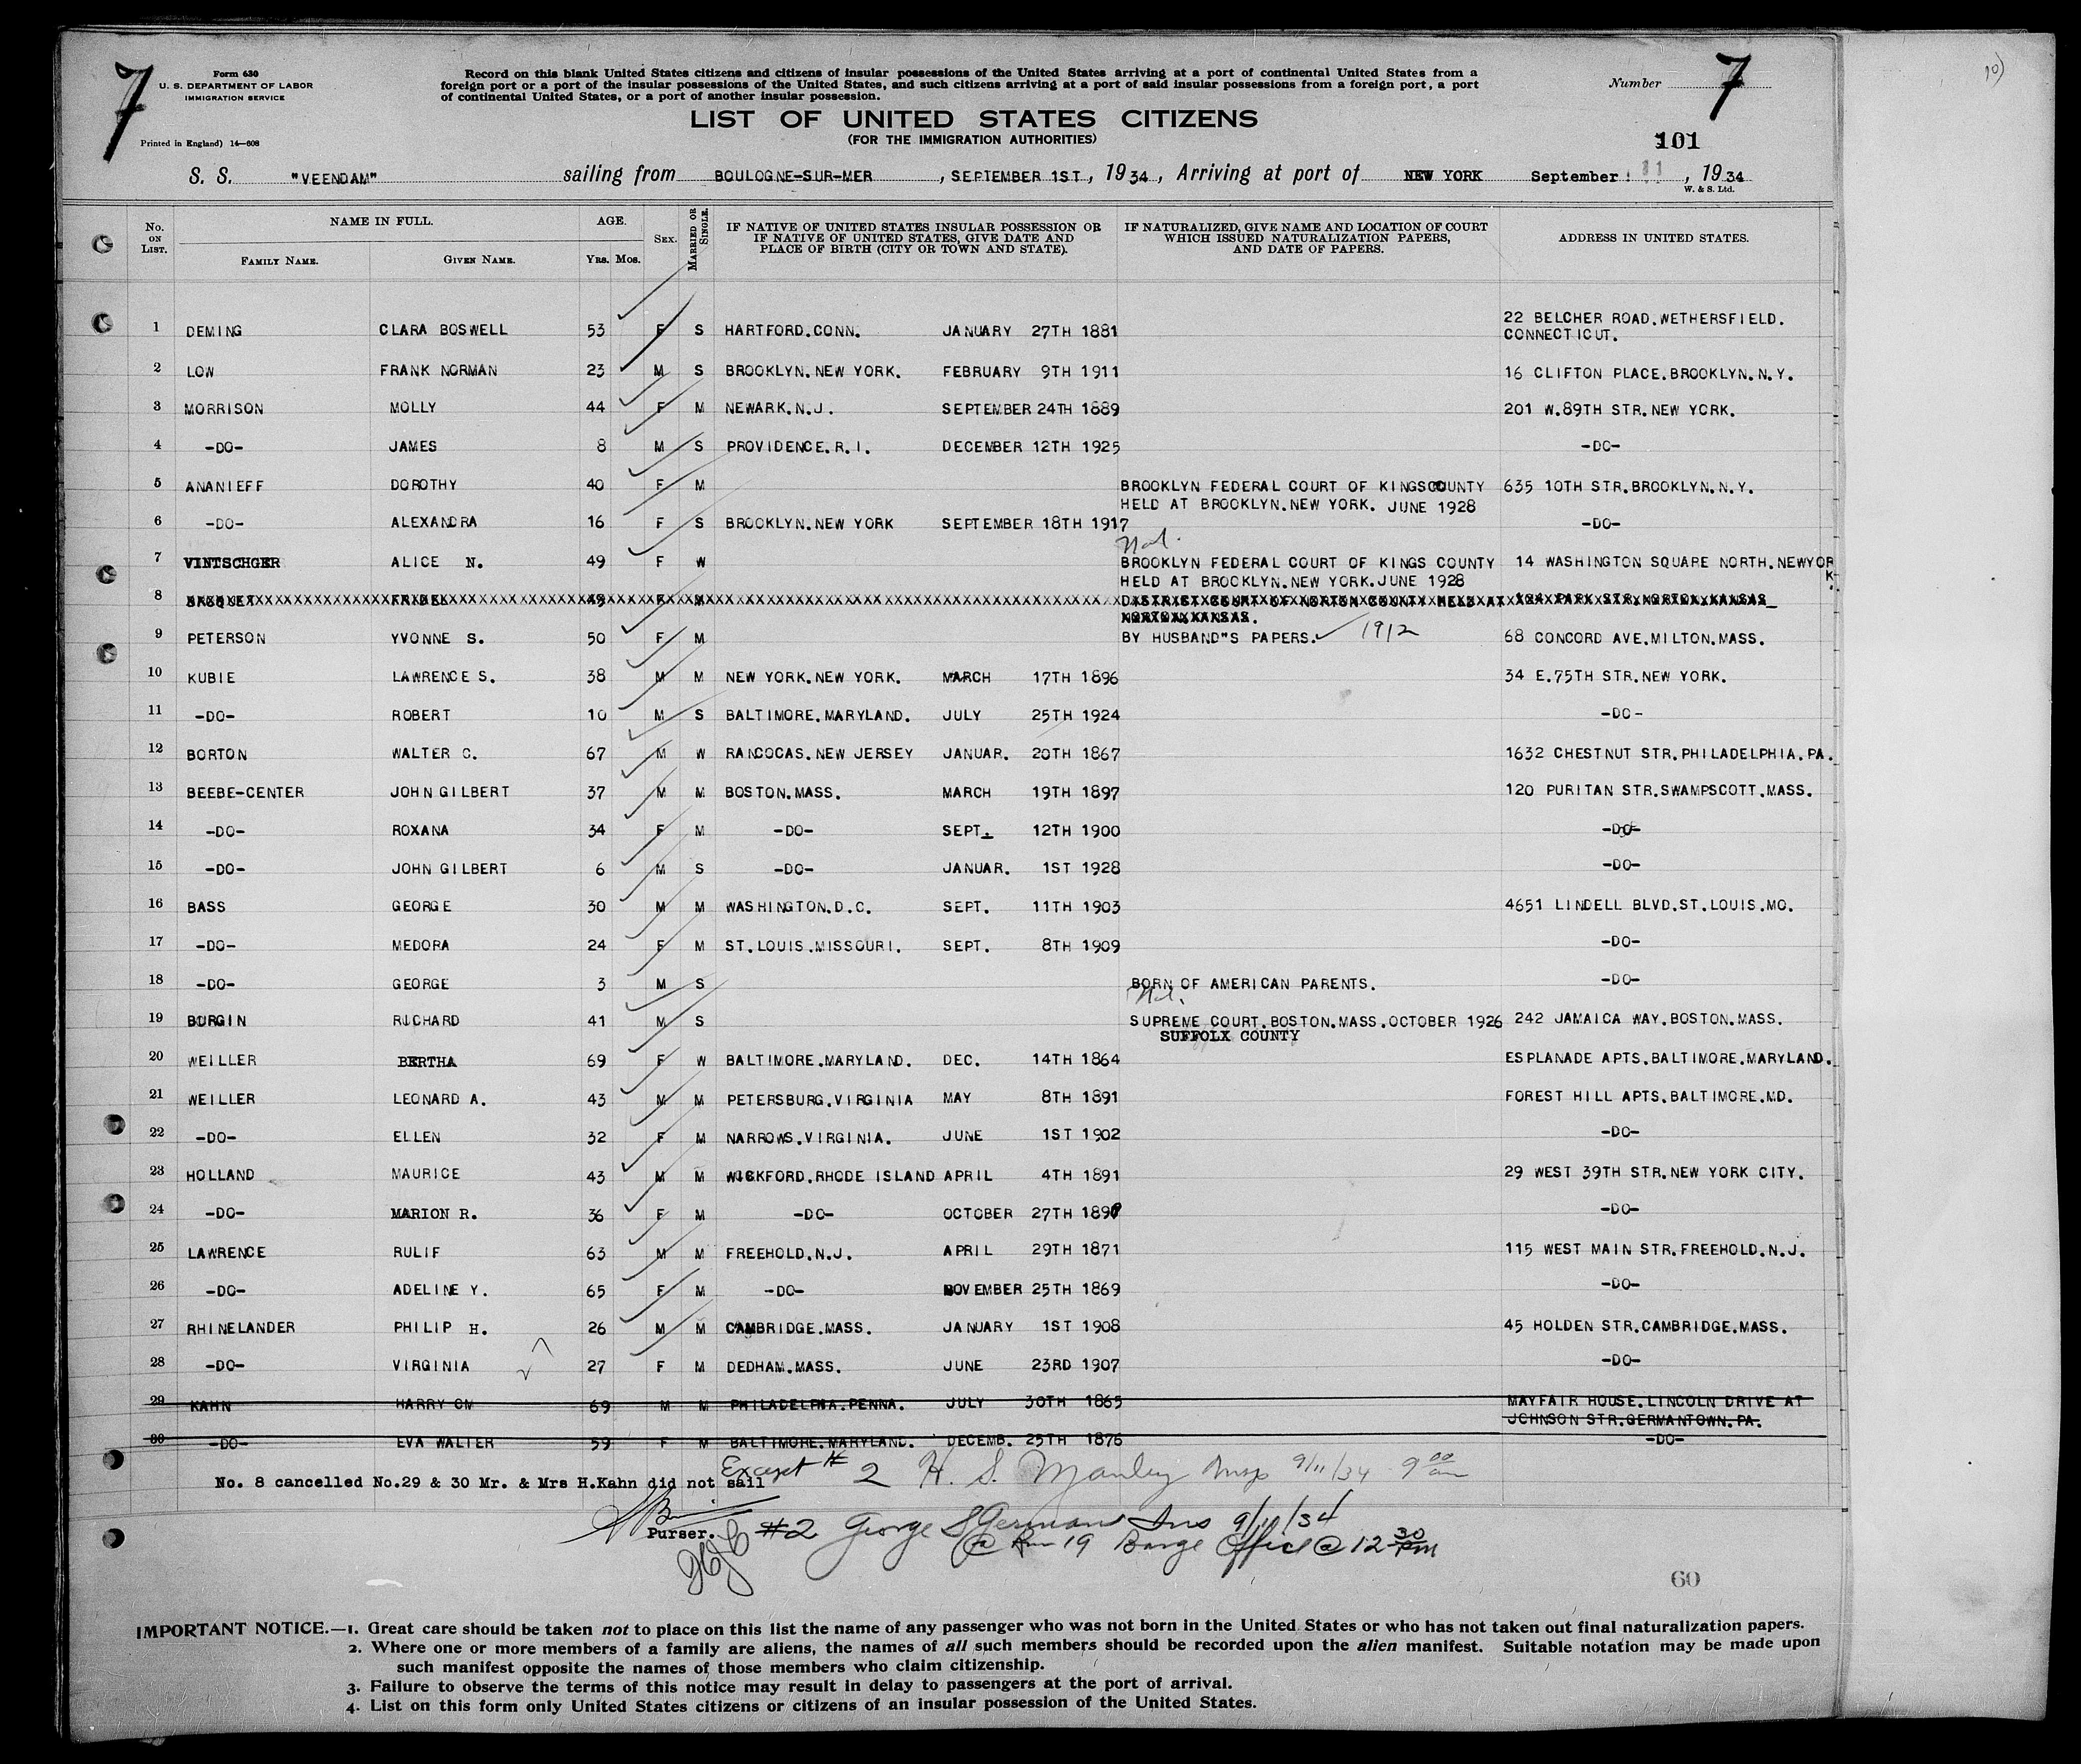 7
Form 630
U. S. DEPARTMENT OF LABOR
IMMIGRATION SERVICE
Printed in England) 14—608
Record on this blank United States citizens and citizens of insular possessions of the United States arriving at a port of continental United States from a
foreign port or a port of the insular possessions of the United States, and such citizens arriving at a port of said insular possessions from a foreign port, a port
of continental United States, or a port of another insular possession.
Number 7
LIST OF UNITED STATES CITIZENS
(FOR THE IMMIGRATION AUTHORITIES)
101
S. S. "VEENDAM" sailing from BOULOGNE-SUR-MER, SEPTEMBER 1ST, 1934, Arriving at port of NEW YORK September 11, 1934
W. & S. Ltd.
No. ON LIST. NAME IN FULL. FAMILY NAME. GIVEN NAME. AGE. Yrs. Mos. SEX. MARRIED OR SINGLE. IF NATIVE OF UNITED STATES INSULAR POSSESSION OR IF NATIVE OF UNITED STATES, GIVE DATE AND PLACE OF BIRTH (CITY OR TOWN AND STATE). IF NATURALIZED, GIVE NAME AND LOCATION OF COURT WHICH ISSUED NATURALIZATION PAPERS, AND DATE OF PAPERS. ADDRESS IN UNITED STATES.
1 DEMING CLARA BOSWELL 53 F S HARTFORD.CONN. JANUARY 27TH 1881 22 BELCHER ROAD.WETHERSFIELD.
CONNECTICUT.
2 LOW FRANK NORMAN 23 M S BROOKLYN.NEW YORK. FEBRUARY 9TH 1911 16 CLIFTON PLACE.BROOKLYN.N.Y.
3 MORRISON MOLLY 44 F M NEWARK.N.J. SEPTEMBER 24TH 1889 201 W.89TH STR.NEW YORK.
4 -DO- JAMES 8 M S PROVIDENCE.R.I. DECEMBER 12TH 1925 -DO-
5 ANANIEFF DOROTHY 40 F M BROOKLYN FEDERAL COURT OF KINGSCOUNTY 635 10TH STR.BROOKLYN.N.Y.
HELD AT BROOKLYN.NEW YORK. JUNE 1928
6 -DO- ALEXANDRA 16 F S BROOKLYN.NEW YORK SEPTEMBER 18TH 1917 -DO-
Nat.
7 VINTSCHGER ALICE N. 49 F W BROOKLYN FEDERAL COURT OF KINGS COUNTY 14 WASHINGTON SQUARE NORTH.NEWYORK.
HELD AT BROOKLYN.NEW YORK.JUNE 1928
8 DISTRICT COURT OF NORTON COUNTY HELD AT 104 PARK STR.NORTON.KANSAS
NORTON.KANSAS.
9 PETERSON YVONNE S. 50 F M BY HUSBAND"S PAPERS. 1912 68 CONCORD AVE.MILTON.MASS.
10 KUBIE LAWRENCE S. 38 M M NEW YORK.NEW YORK. MARCH 17TH 1896 34 E.75TH STR.NEW YORK.
11 -DO- ROBERT 10 M S BALTIMORE.MARYLAND. JULY 25TH 1924 -DO-
12 BORTON WALTER C. 67 M W RANCOCAS.NEW JERSEY JANUAR. 20TH 1867 1632 CHESTNUT STR.PHILADELPHIA.PA.
13 BEEBE-CENTER JOHN GILBERT 37 M M BOSTON.MASS. MARCH 19TH 1897 120 PURITAN STR.SWAMPSCOTT.MASS.
14 -DO- ROXANA 34 F M -DO- SEPT. 12TH 1900 -DO-
15 -DO- JOHN GILBERT 6 M S -DO- JANUAR. 1ST 1928 -DO-
16 BASS GEORGE 30 M M WASHINGTON.D.C. SEPT. 11TH 1903 4651 LINDELL BLVD.ST.LOUIS.MO.
17 -DO- MEDORA 24 F M ST.LOUIS.MISSOURI. SEPT. 8TH 1909 -DO-
18 -DO- GEORGE 3 M S BORN OF AMERICAN PARENTS. -DO-
Nat.
19 BURGIN RICHARD 41 M S SUPREME COURT.BOSTON.MASS.OCTOBER 1926 242 JAMAICA WAY.BOSTON.MASS.
SUFFOLX COUNTY
20 WEILLER BERTHA 69 F W BALTIMORE.MARYLAND. DEC. 14TH 1864 ESPLANADE APTS.BALTIMORE.MARYLAND.
21 WEILLER LEONARD A. 43 M M PETERSBURG.VIRGINIA MAY 8TH 1891 FOREST HILL APTS.BALTIMORE.MD.
22 -DO- ELLEN 32 F M NARROWS.VIRGINIA. JUNE 1ST 1902 -DO-
23 HOLLAND MAURICE 43 M M WICKFORD.RHODE ISLAND APRIL 4TH 1891 29 WEST 39TH STR.NEW YORK CITY.
24 -DO- MARION R. 36 F M -DO- OCTOBER 27TH -DO-
25 LAWRENCE RULIF 63 M M FREEHOLD.N.J. APRIL 29TH 1871 115 WEST MAIN STR.FREEHOLD.N.J.
26 -DO- ADELINE Y. 65 F M -DO- NOVEMBER 25TH 1869 -DO-
27 RHINELANDER PHILIP H. 26 M M CAMBRIDGE.MASS. JANUARY 1ST 1908 45 HOLDEN STR.CAMBRIDGE.MASS.
28 -DO- VIRGINIA 27 F M DEDHAM.MASS. JUNE 23RD 1907 -DO-
29 KAHN HARRY 69 M M PHILADELPHIA.PENNA. JULY 30TH 1865 MAYFAIR HOUSE.LINCOLN DRIVE AT
JOHNSON STR.GERMANTOWN.PA.
30 -DO- EVA WALTER 59 F M BALTIMORE.MARYLAND. DECEMB. 25TH 1876 -DO-
Except # 2 H. S. Manley Insp 9/11/34 9 00 am
No. 8 cancelled No.29 & 30 Mr. & Mrs H.Kahn did not sail
Purser.
#2 George S German Ins 9/11/34
@ Rm 19 Barge Office @ 12 30 Pm
60
IMPORTANT NOTICE.—1. Great care should be taken not to place on this list the name of any passenger who was not born in the United States or who has not taken out final naturalization papers.
2. Where one or more members of a family are aliens, the names of all such members should be recorded upon the alien manifest. Suitable notation may be made upon
such manifest opposite the names of those members who claim citizenship.
3. Failure to observe the terms of this notice may result in delay to passengers at the port of arrival.
4. List on this form only United States citizens or citizens of an insular possession of the United States.